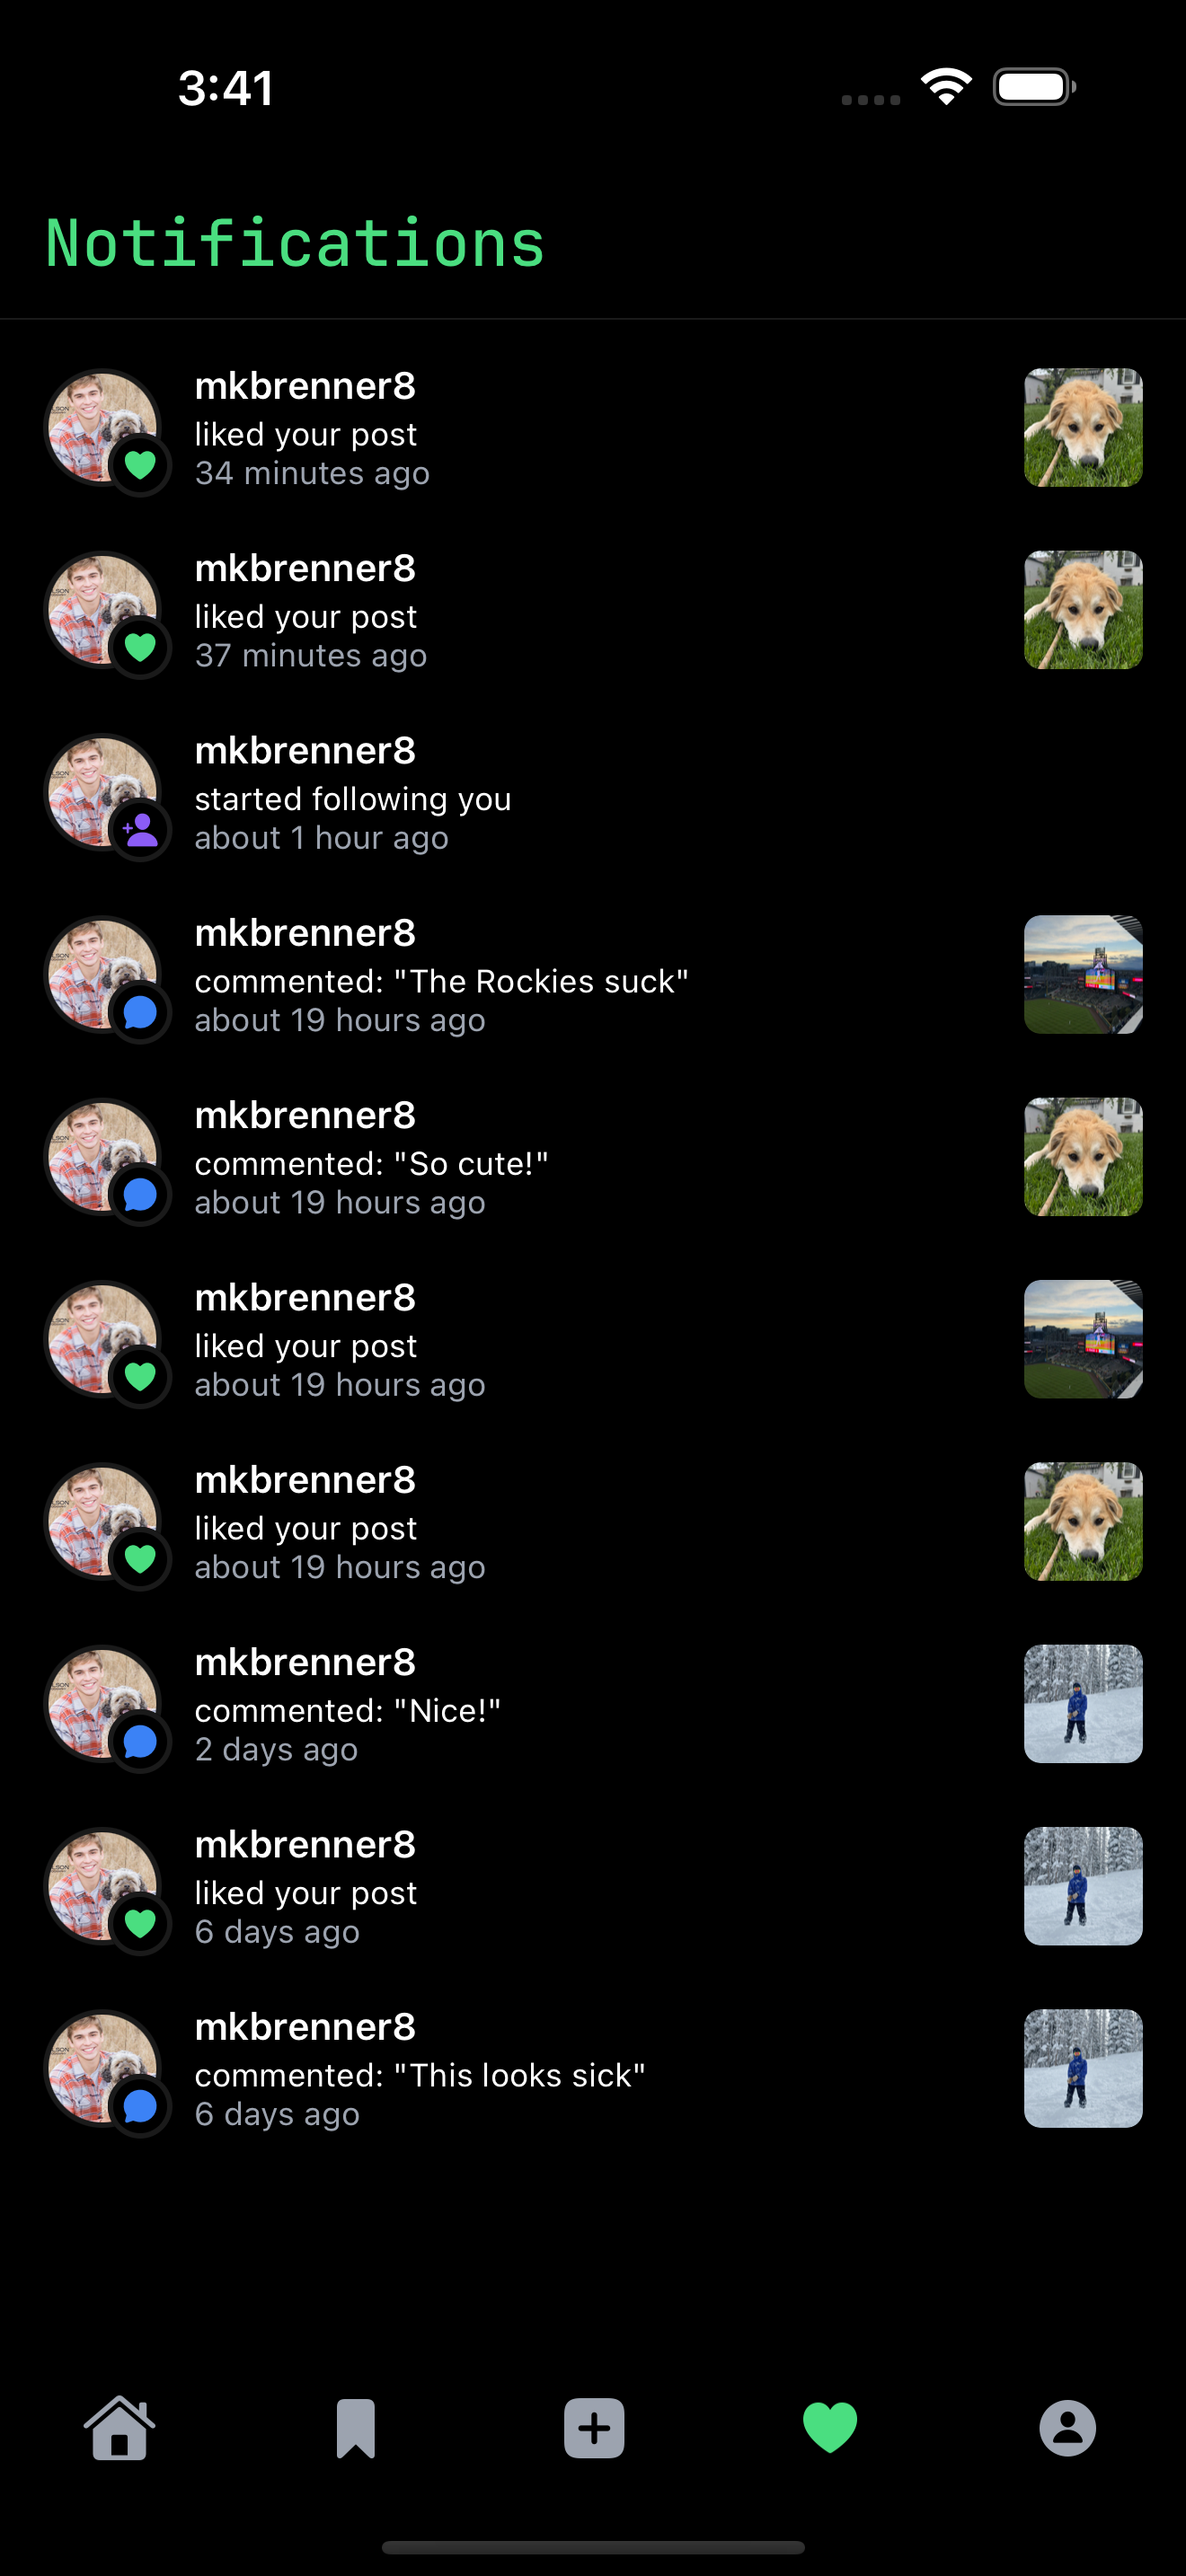 3:41
Notifications
mkbrenner8
liked your post
34 minutes ago
mkbrenner8
liked your post
37 minutes ago
mkbrenner8
started following you
about 1 hour ago
mkbrenner8
commented: "The Rockies suck"
about 19 hours ago
mkbrenner8
commented: "So cute!"
about 19 hours ago
mkbrenner8
liked your post
about 19 hours ago
mkbrenner8
liked your post
about 19 hours ago
mkbrenner8
commented: "Nice!"
2 days ago
mkbrenner8
liked your post
6 days ago
mkbrenner8
commented: "This looks sick"
6 days ago